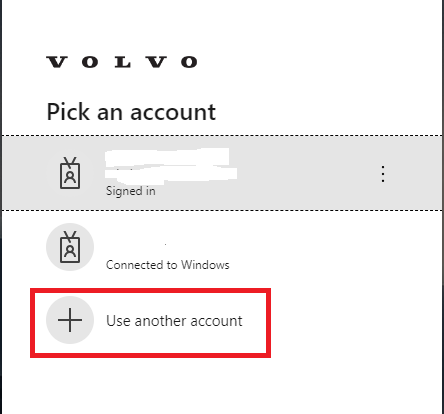 VOLVO
Pick an account
Signed in
Connected to Windows
Use another account